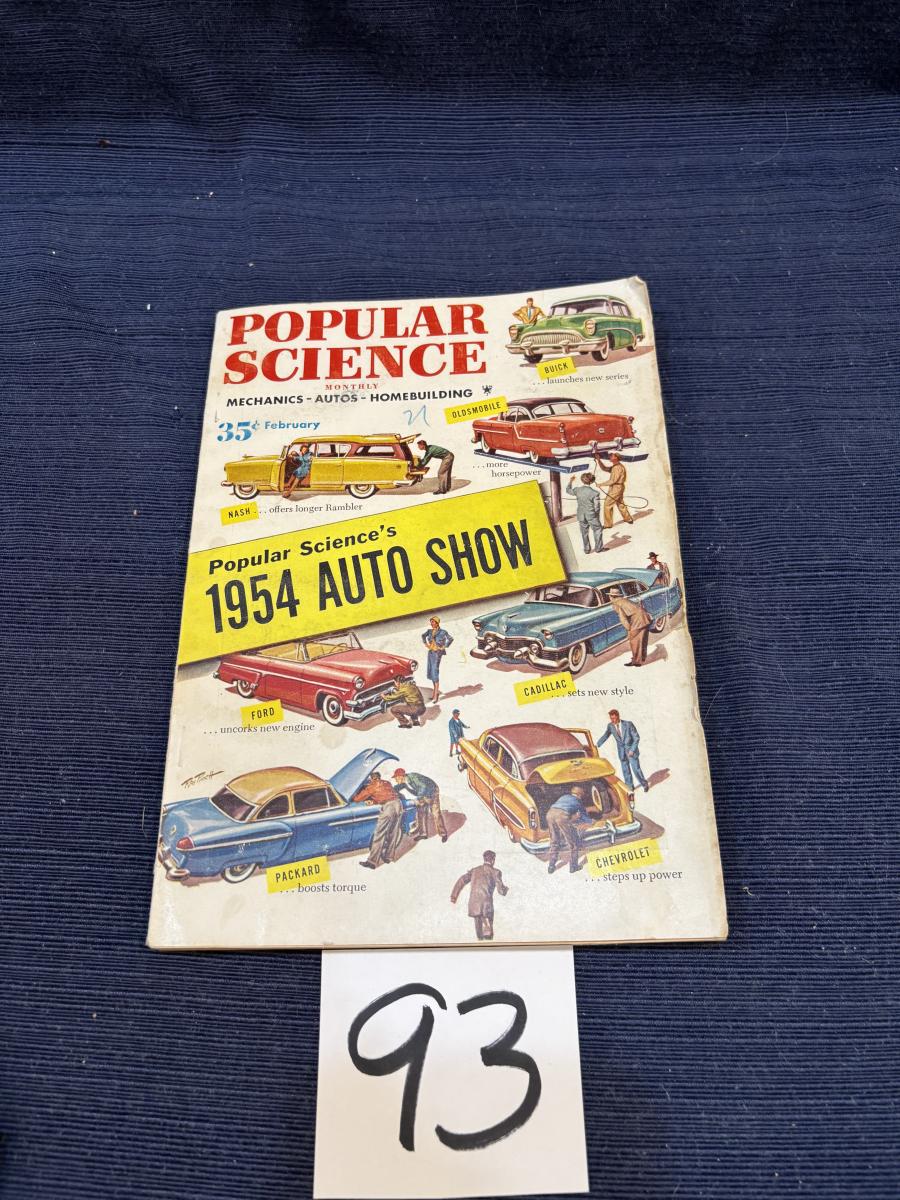 POPULAR
SCIENCE
MONTHLY
MECHANICS - AUTOS - HOMEBUILDING
35¢ February
BUICK
...launches new series
OLDSMOBILE
...more
horsepower
NASH...offers longer Rambler
Popular Science's
1954 AUTO SHOW
CADILLAC
...sets new style
FORD
...uncorks new engine
PACKARD
...boosts torque
CHEVROLET
...steps up power
93